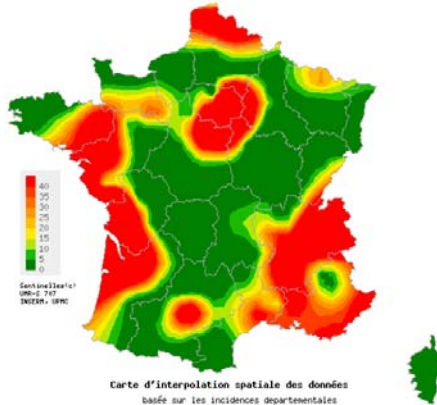 40
35
30
25
20
15
10
5
0
Sentinelles(c)
UMR-S 707
INSERM, UPMC
Carte d'interpolation spatiale des données
basée sur les incidences departementales